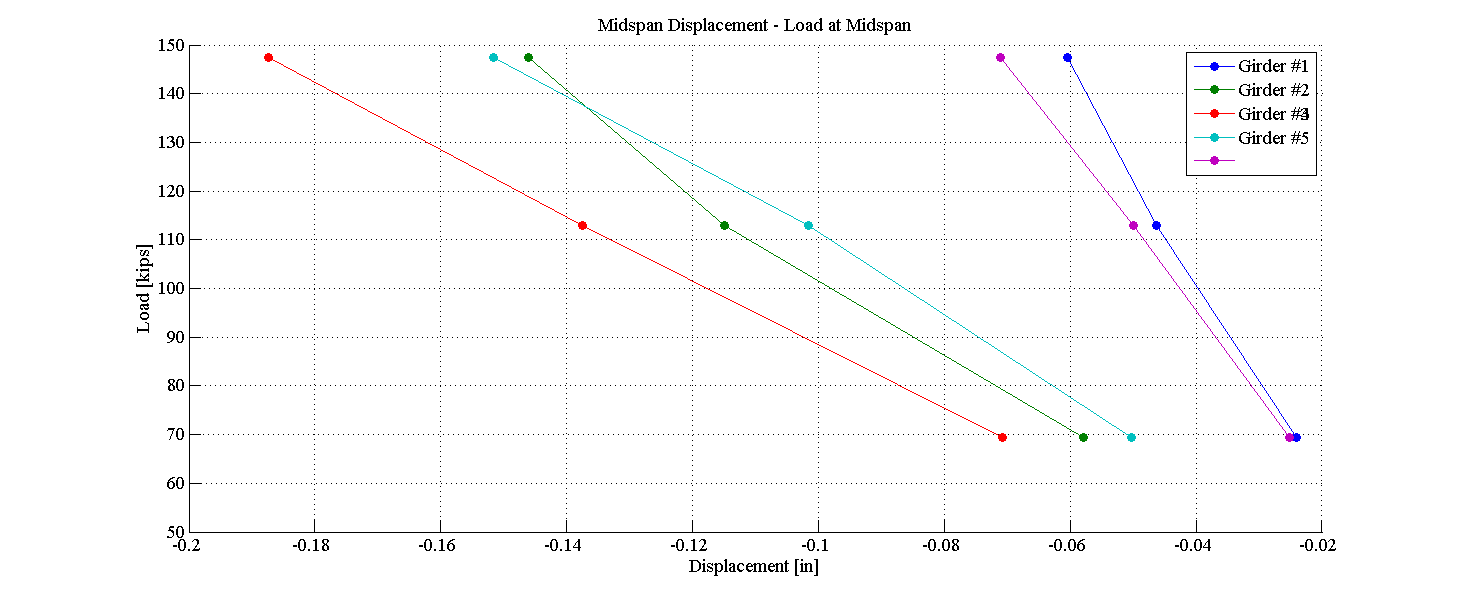 Midspan Displacement - Load at Midspan
150
140
130
120
110
100
90
80
70
60
50
Load [kips]
-0.2 -0.18 -0.16 -0.14 -0.12 -0.1 -0.08 -0.06 -0.04 -0.02
Displacement [in]
Girder #1
Girder #2
Girder
Girder #5